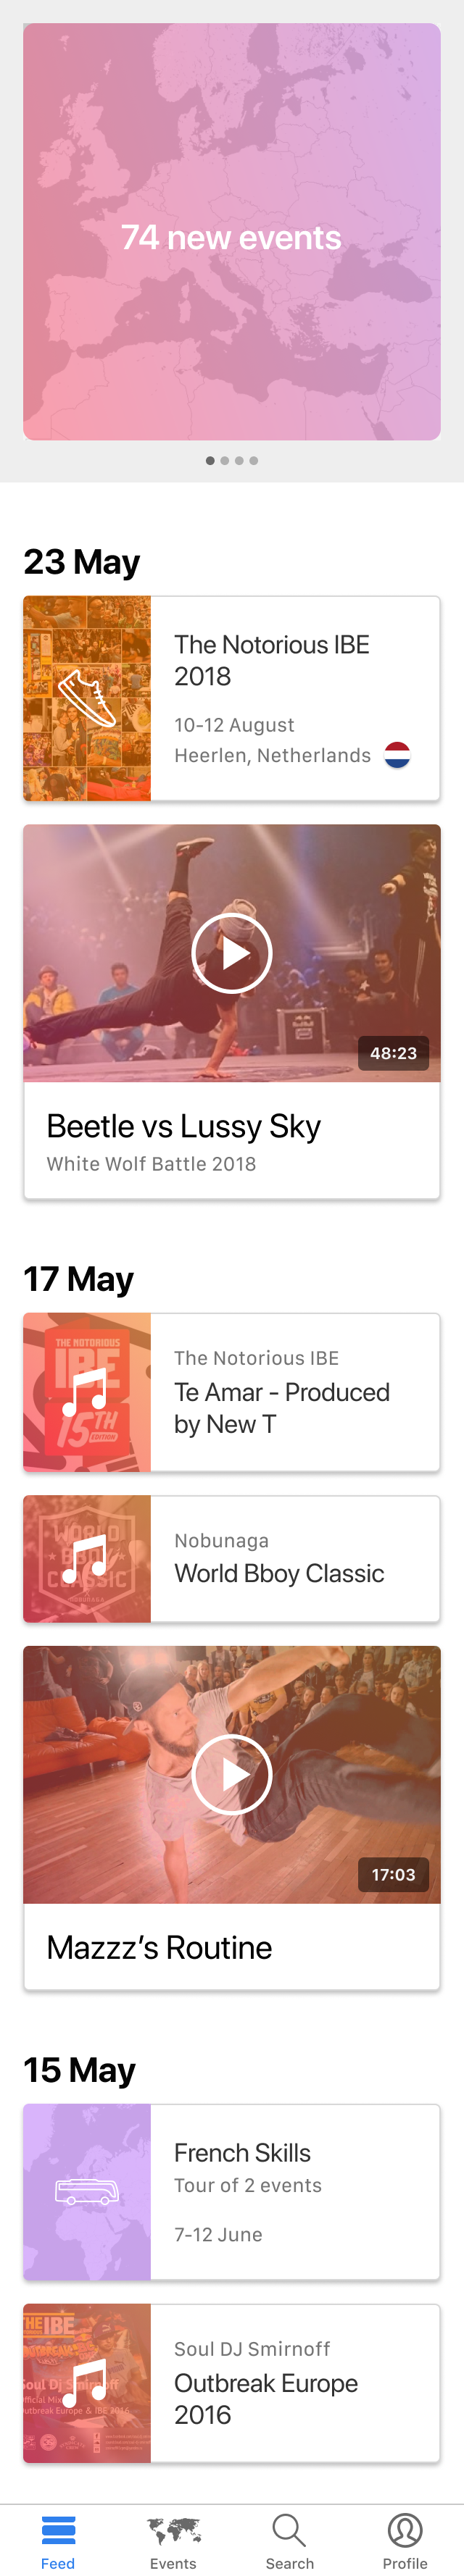 74 new events
23 May
The Notorious IBE
2018
10-12 August
Heerlen, Netherlands
48:23
Beetle vs Lussy Sky
White Wolf Battle 2018
17 May
THE NOTORIOUS
IBE
15TH
EDITION
The Notorious IBE
Te Amar - Produced
by New T
WORLD
BBOY
CLASSIC
Nobunaga
World Bboy Classic
17:03
Mazzz’s Routine
15 May
French Skills
Tour of 2 events
7-12 June
THE IBE
Soul Dj Smirnoff
Official Mix
Outbreak Europe & IBE 2016
Soul DJ Smirnoff
Outbreak Europe
2016
Feed
Events
Search
Profile